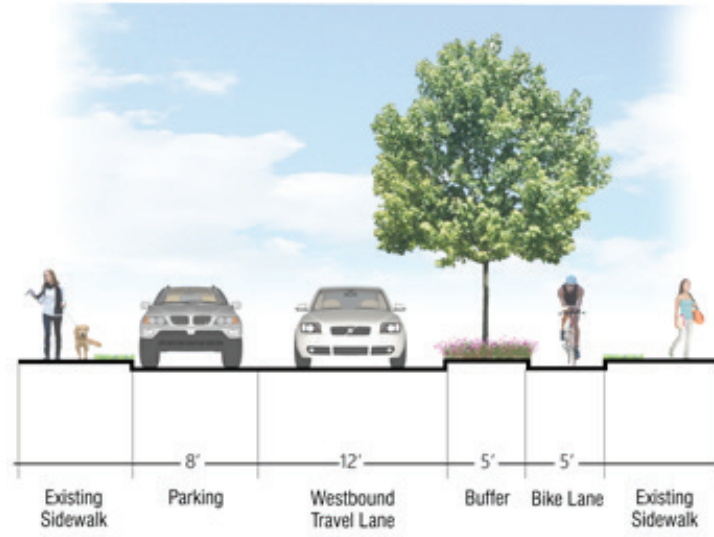 8' 12' 5' 5'
Existing Sidewalk
Parking
Westbound Travel Lane
Buffer
Bike Lane
Existing Sidewalk